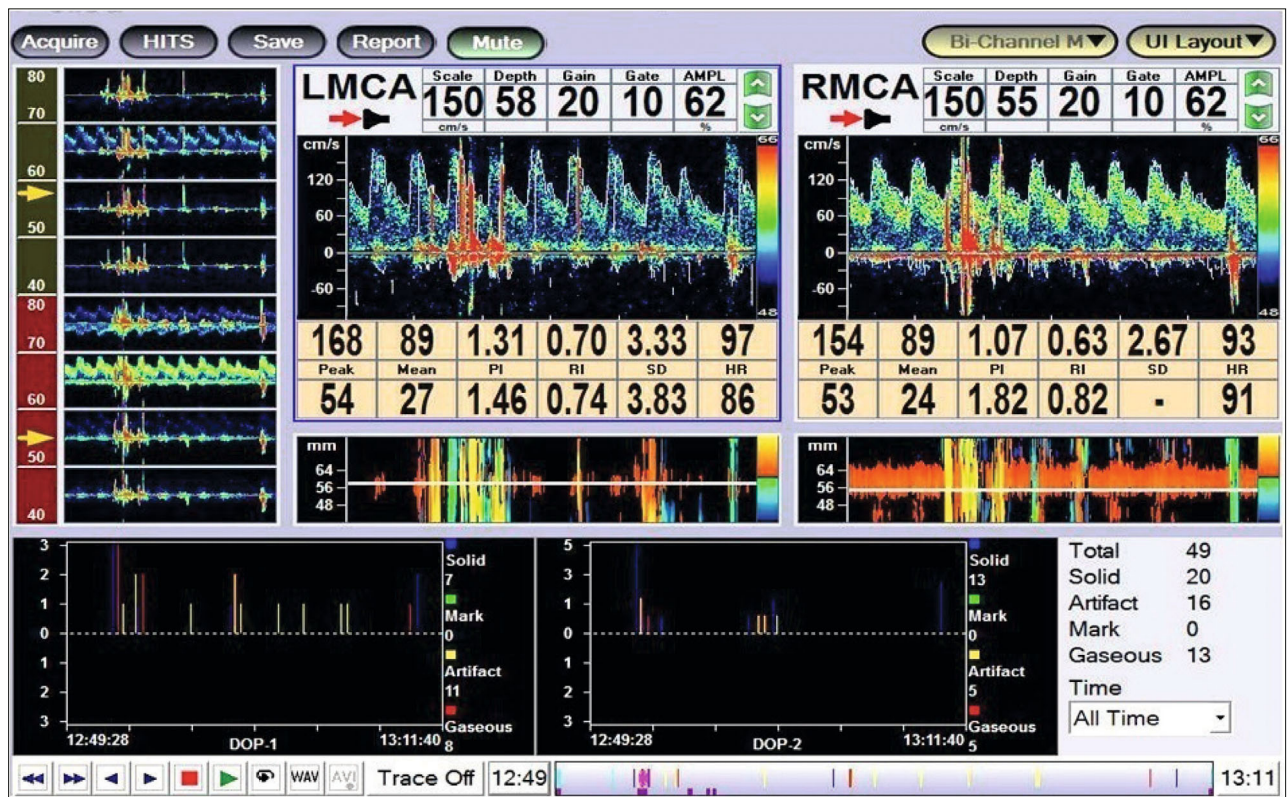 Acquire HITS Save Report Mute Bi-Channel M▼ UI Layout▼
80
70
60
50
40
80
70
60
50
40
LMCA
Scale Depth Gain Gate AMPL
150 58 20 10 62
cm/s %
cm/s
66
120
60
0
-60
48
168 89 1.31 0.70 3.33 97
Peak Mean PI RI SD HR
54 27 1.46 0.74 3.83 86
mm
64
56
48
RMCA
Scale Depth Gain Gate AMPL
150 55 20 10 62
cm/s %
cm/s
66
120
60
0
-60
48
154 89 1.07 0.63 2.67 93
Peak Mean PI RI SD HR
53 24 1.82 0.82 - 91
mm
64
56
48
3
2
1
0
1
2
3
12:49:28 DOP-1 13:11:40
Solid
7
Mark
0
Artifact
11
Gaseous
8
5
3
1
0
1
2
3
12:49:28 DOP-2 13:11:40
Solid
13
Mark
0
Artifact
5
Gaseous
5
Total 49
Solid 20
Artifact 16
Mark 0
Gaseous 13
Time
All Time
WAV AVI Trace Off 12:49 13:11